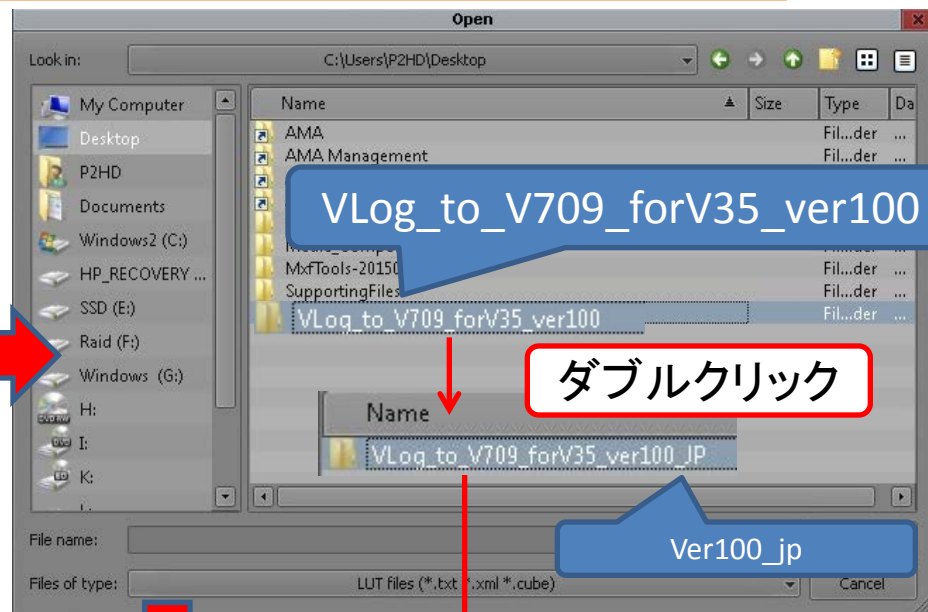 Open
Look in:
C:\Users\P2HD\Desktop
My Computer
Desktop
P2HD
Documents
Windows2 (C:)
HP_RECOVERY ...
SSD (E:)
Raid (F:)
Windows (G:)
H:
I:
K:
Name Size Type Da
AMA Fil...der ...
AMA Management Fil...der ...
VLog_to_V709_forV35_ver100
MxfTools-20150 Fil...der ...
SupportingFiles Fil...der ...
VLog_to_V709_forV35_ver100 Fil...der ...
ダブルクリック
Name
VLog_to_V709_forV35_ver100_JP
Ver100_jp
File name:
Files of type:
LUT files (*.txt *.xml *.cube)
Cancel